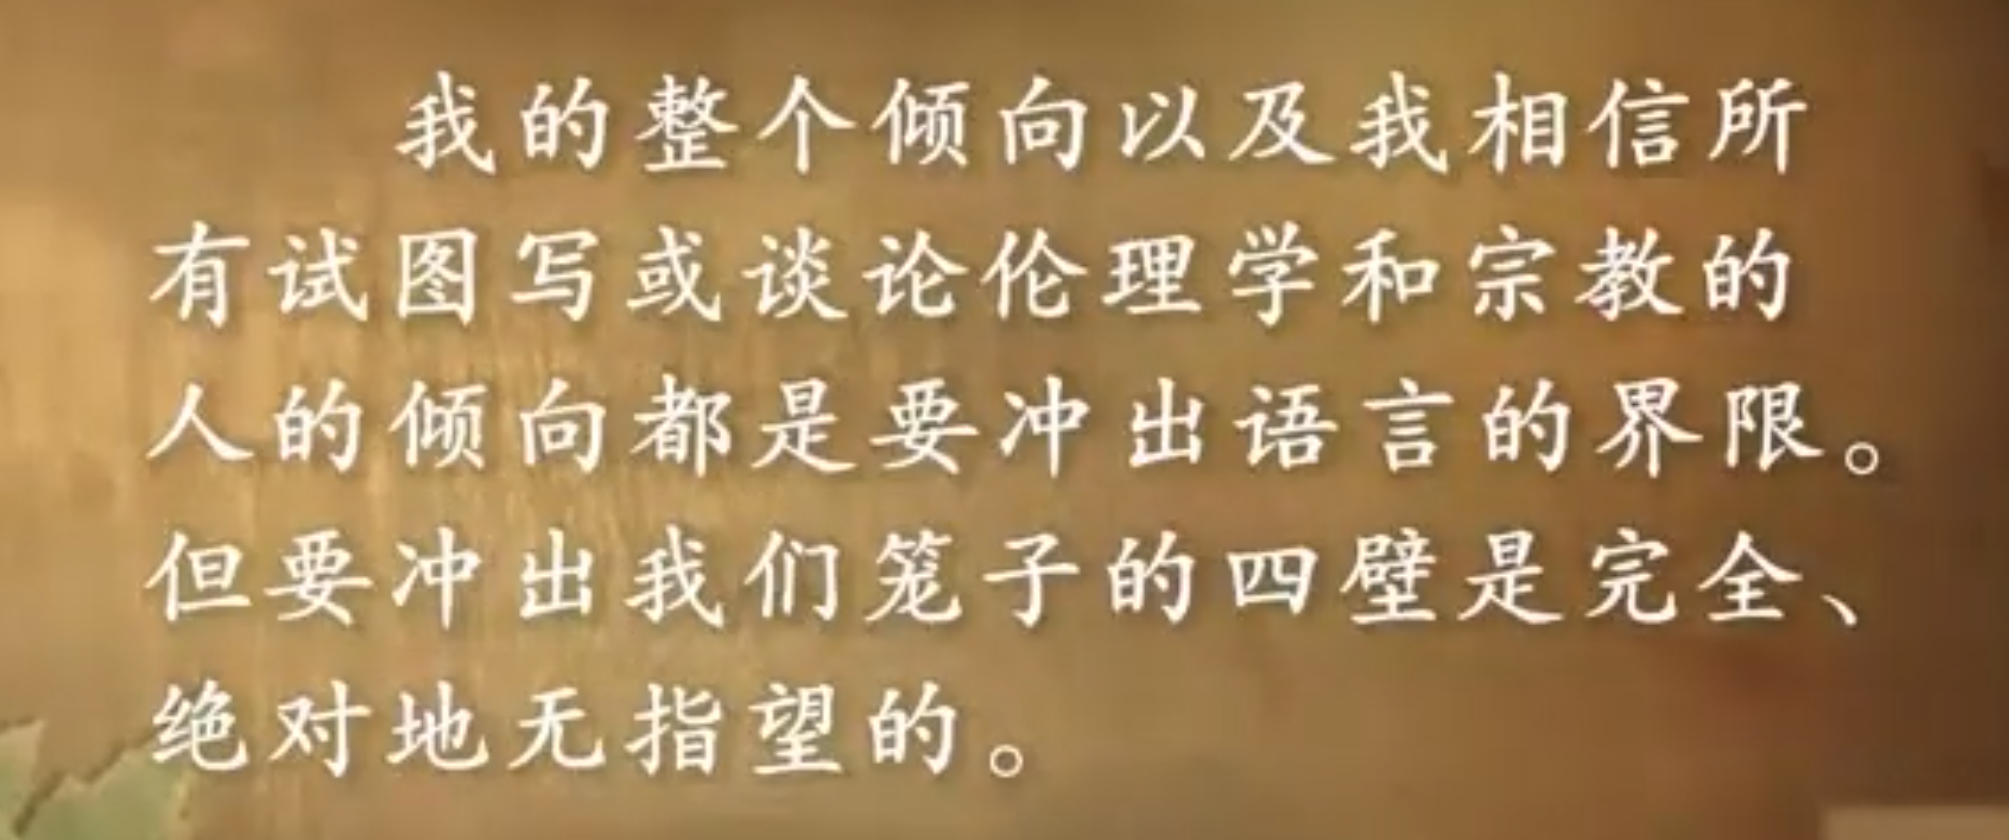 我的整个倾向以及我相信所
有试图写或谈论伦理学和宗教的
人的倾向都是要冲出语言的界限。
但要冲出我们笼子的四壁是完全、
绝对地无指望的。